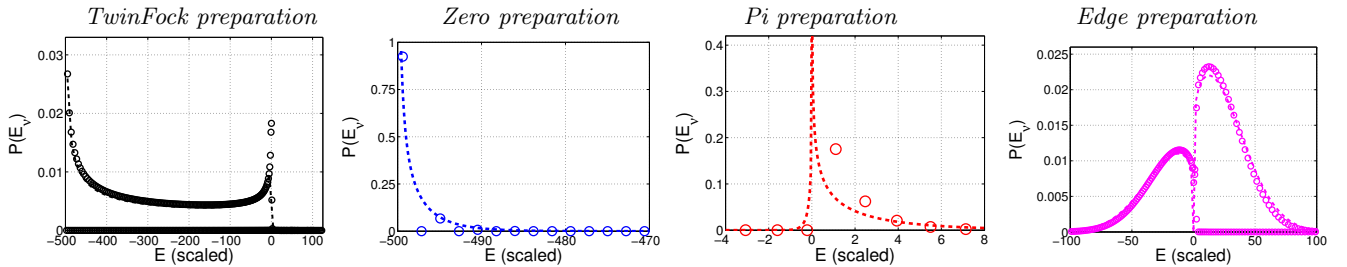 TwinFock preparation
Zero preparation
Pi preparation
Edge preparation
P(E_ν)
0.03
0.02
0.01
0
−500 −400 −300 −200 −100 0 100
E (scaled)
P(E_ν)
1
0.75
0.5
0.25
0
−500 −490 −480 −470
E (scaled)
P(E_ν)
0.4
0.3
0.2
0.1
0
−4 −2 0 2 4 6 8
E (scaled)
P(E_ν)
0.025
0.02
0.015
0.01
0.005
0
−100 −50 0 50 100
E (scaled)